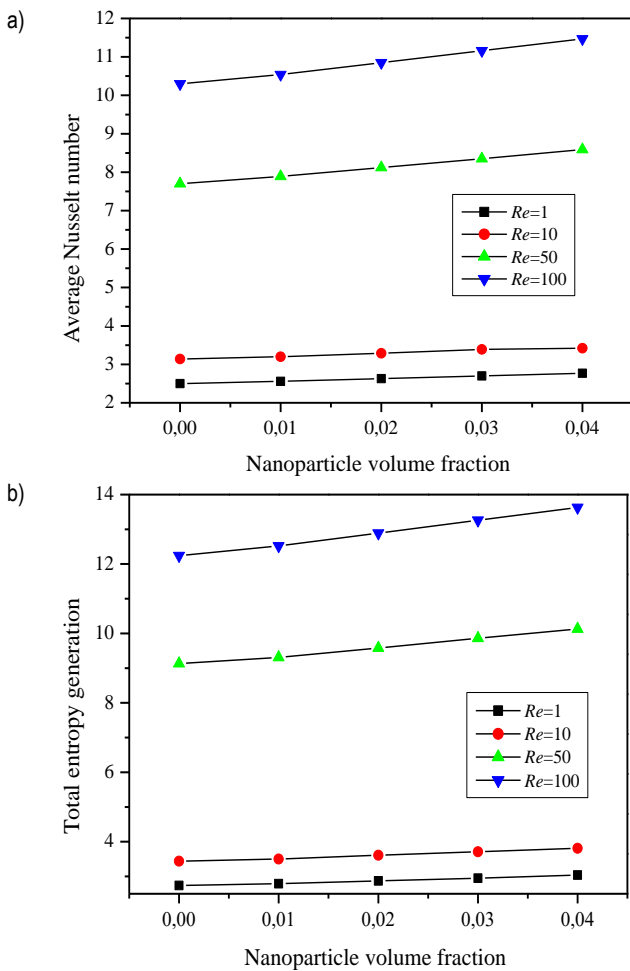 a)
12
11
10
9
8
7
6
5
4
3
2
Average Nusselt number
Re=1
Re=10
Re=50
Re=100
0,00 0,01 0,02 0,03 0,04
Nanoparticle volume fraction
b)
14
12
10
8
6
4
Total entropy generation
Re=1
Re=10
Re=50
Re=100
0,00 0,01 0,02 0,03 0,04
Nanoparticle volume fraction